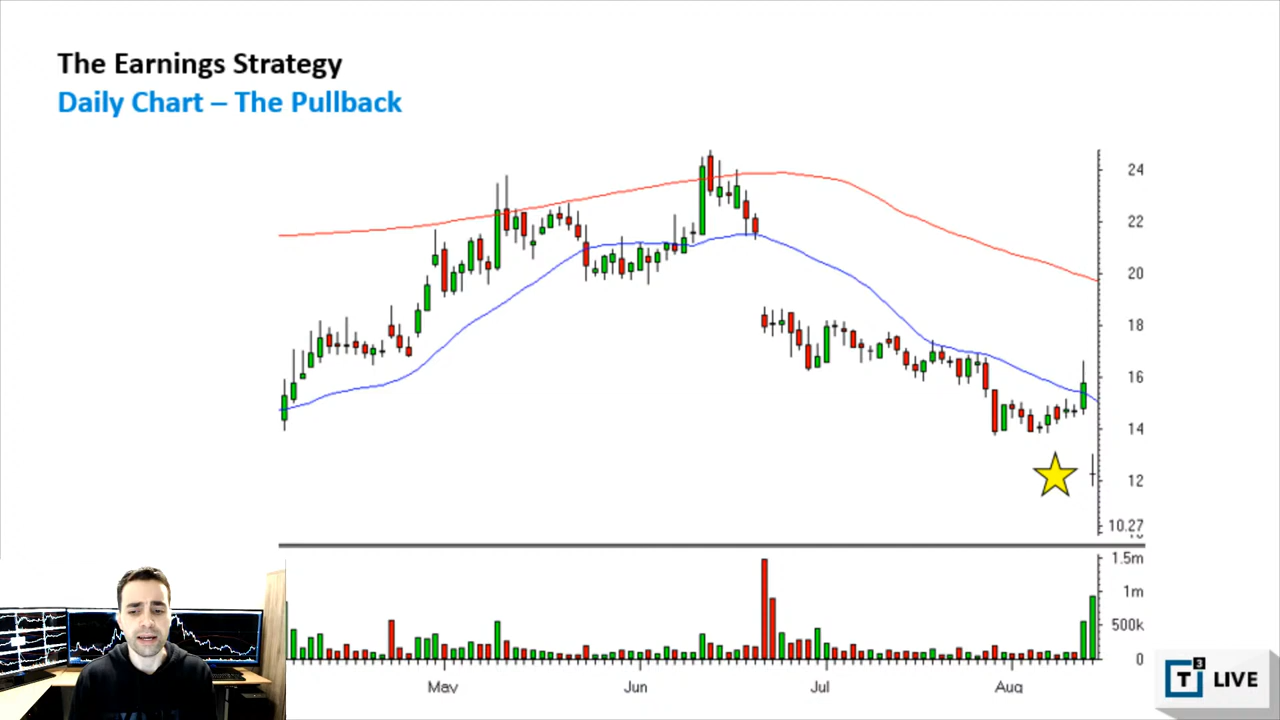 The Earnings Strategy
Daily Chart – The Pullback
24
22
20
18
16
14
12
10.27
1.5m
1m
500k
0
May
Jun
Jul
Aug
T3 LIVE